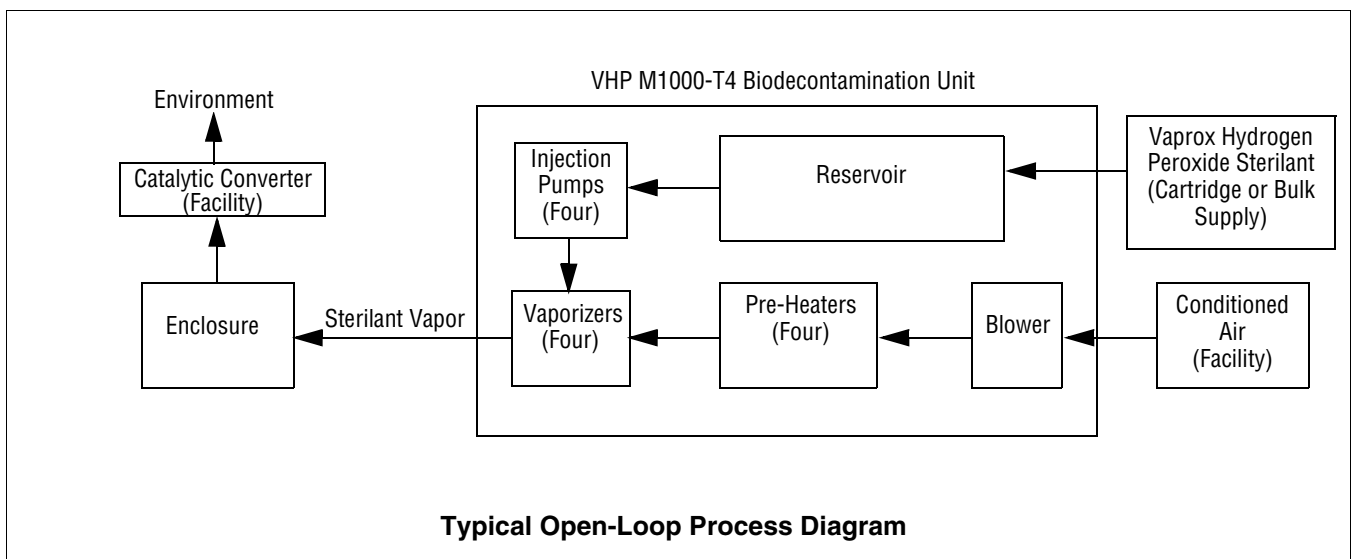 VHP M1000-T4 Biodecontamination Unit
Environment
Catalytic Converter
(Facility)
Enclosure
Sterilant Vapor
Injection
Pumps
(Four)
Vaporizers
(Four)
Reservoir
Pre-Heaters
(Four)
Blower
Vaprox Hydrogen
Peroxide Sterilant
(Cartridge or Bulk
Supply)
Conditioned
Air
(Facility)
Typical Open-Loop Process Diagram